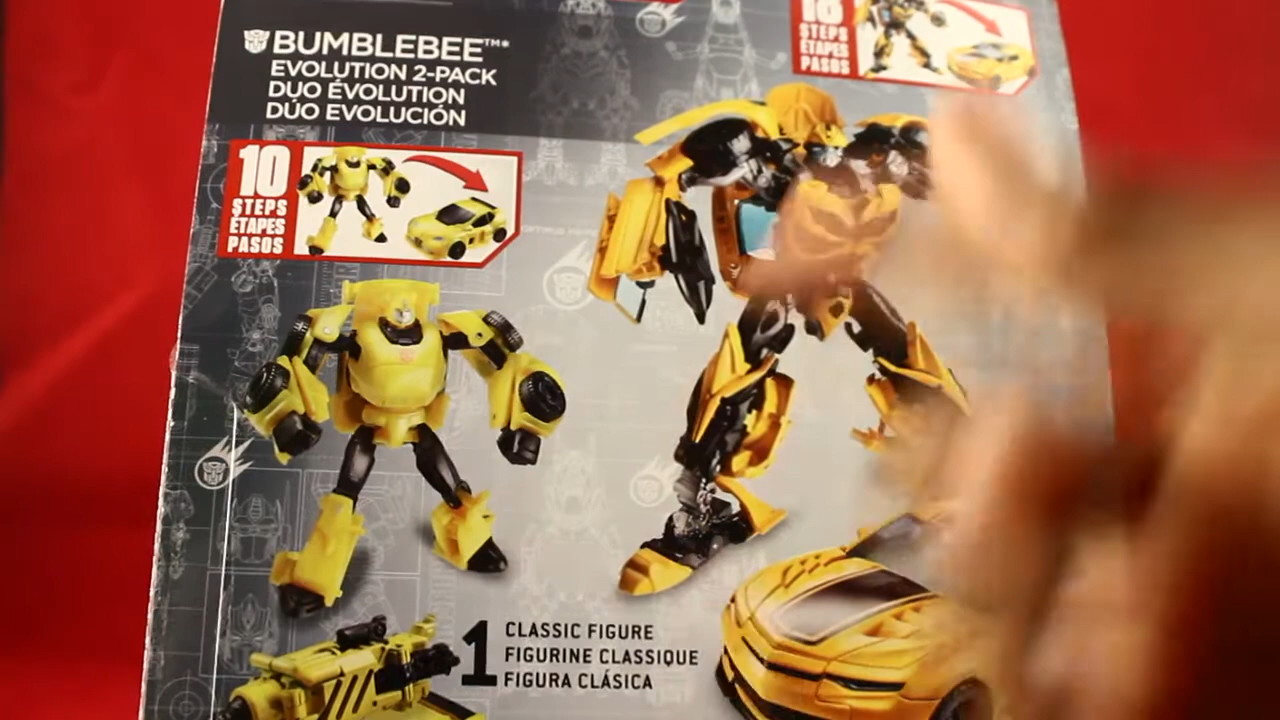 BUMBLEBEE™*
EVOLUTION 2-PACK
DUO ÉVOLUTION
DÚO EVOLUCIÓN
18
STEPS
ÉTAPES
PASOS
10
STEPS
ÉTAPES
PASOS
1
CLASSIC FIGURE
FIGURINE CLASSIQUE
FIGURA CLÁSICA